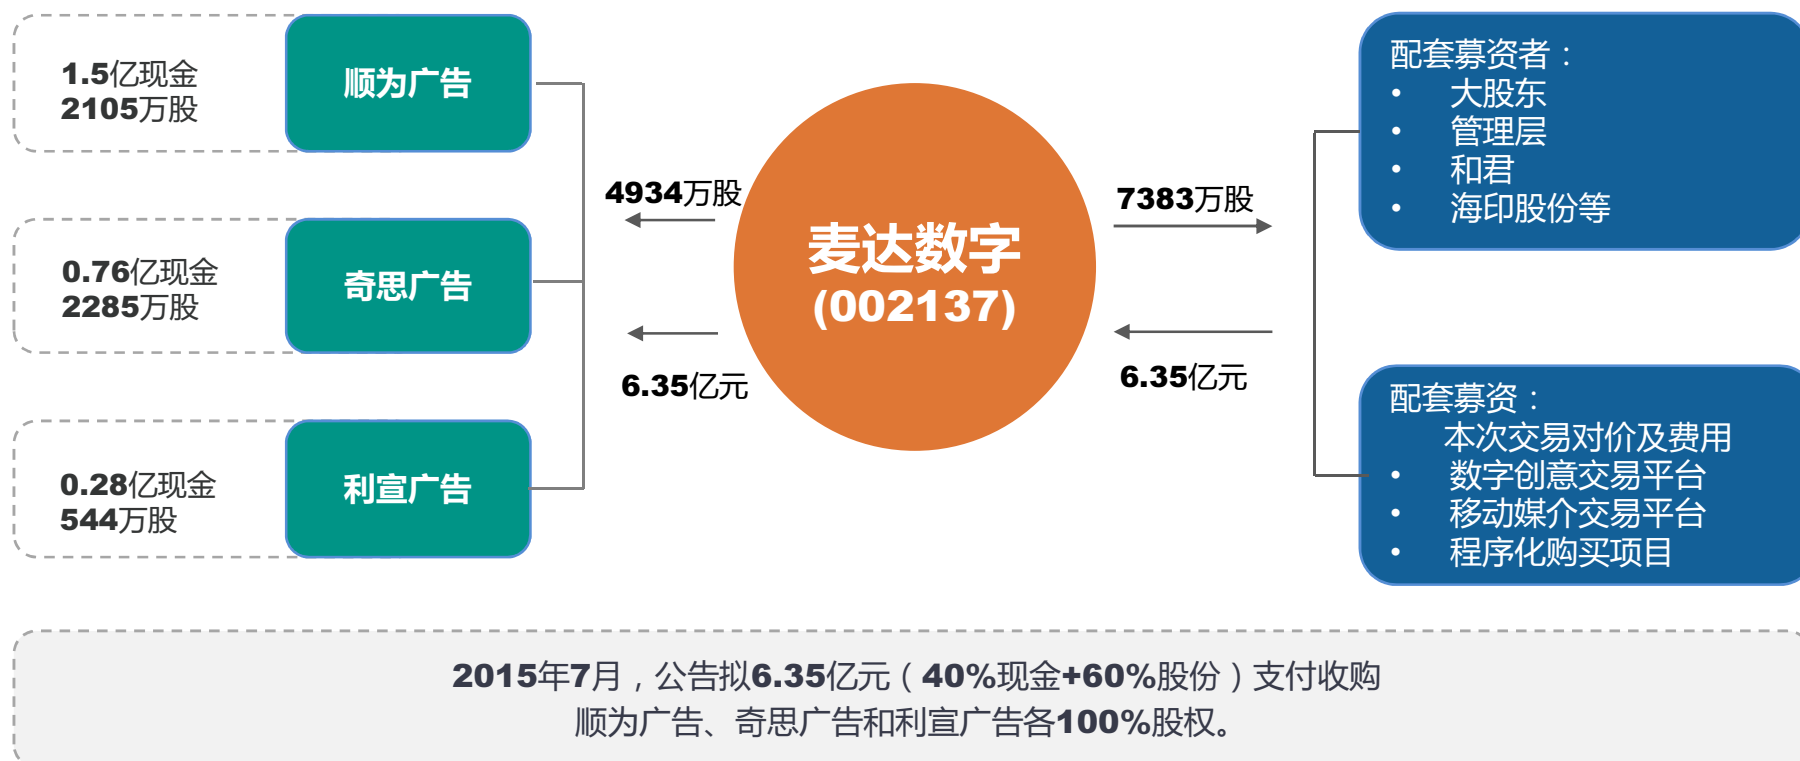 1.5亿现金
2105万股
顺为广告
0.76亿现金
2285万股
奇思广告
0.28亿现金
544万股
利宣广告
4934万股
6.35亿元
麦达数字
(002137)
7383万股
6.35亿元
配套募资者：
• 大股东
• 管理层
• 和君
• 海印股份等
配套募资：
本次交易对价及费用
• 数字创意交易平台
• 移动媒介交易平台
• 程序化购买项目
2015年7月，公告拟6.35亿元（40%现金+60%股份）支付收购
顺为广告、奇思广告和利宣广告各100%股权。